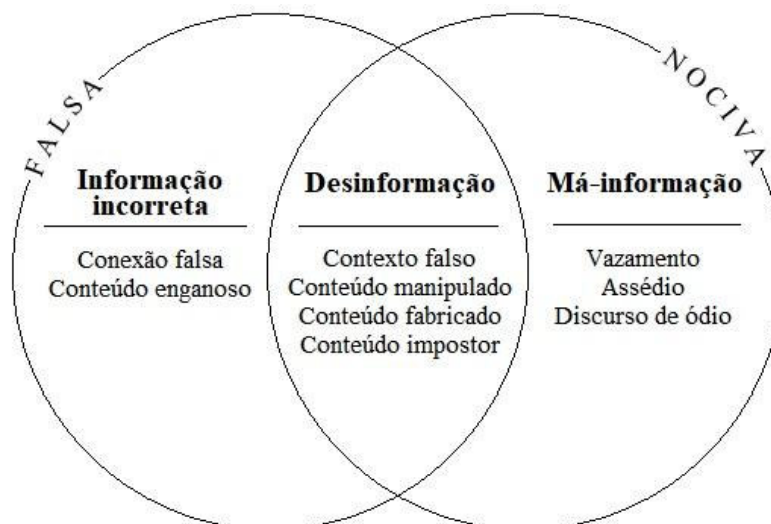 FALSA
NOCIVA
Informação
incorreta
Conexão falsa
Conteúdo enganoso
Desinformação
Contexto falso
Conteúdo manipulado
Conteúdo fabricado
Conteúdo impostor
Má-informação
Vazamento
Assédio
Discurso de ódio